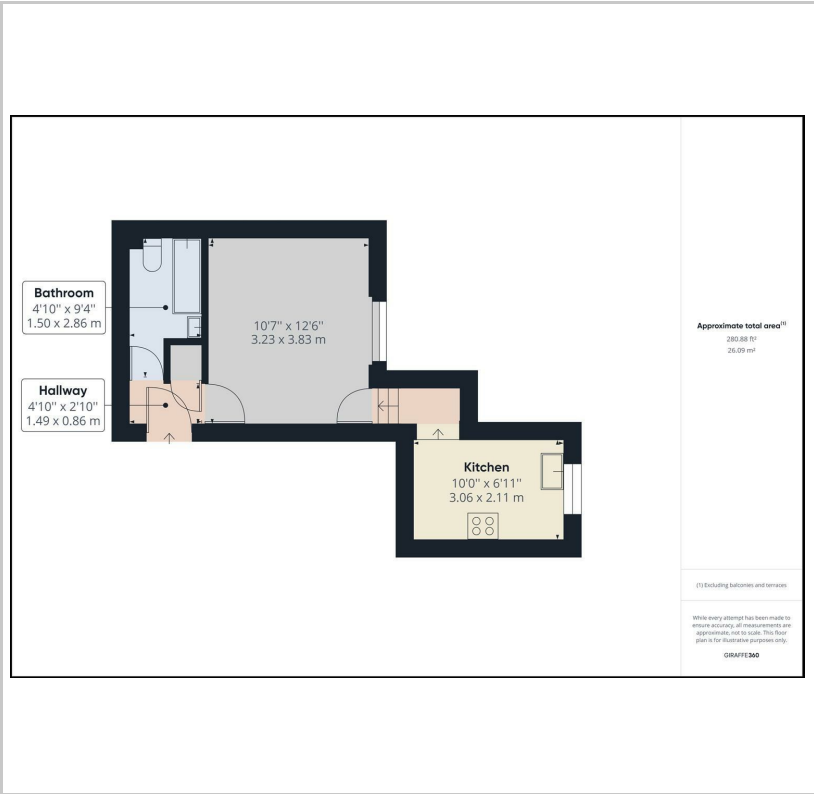 Bathroom
4'10" x 9'4"
1.50 x 2.86 m
Hallway
4'10" x 2'10"
1.49 x 0.86 m
10'7" x 12'6"
3.23 x 3.83 m
Kitchen
10'0" x 6'11"
3.06 x 2.11 m
Approximate total area⁽¹⁾
280.88 ft²
26.09 m²
(1) Excluding balconies and terraces
While every attempt has been made to
ensure accuracy, all measurements are
approximate, not to scale. This floor
plan is for illustrative purposes only.
GIRAFFE360